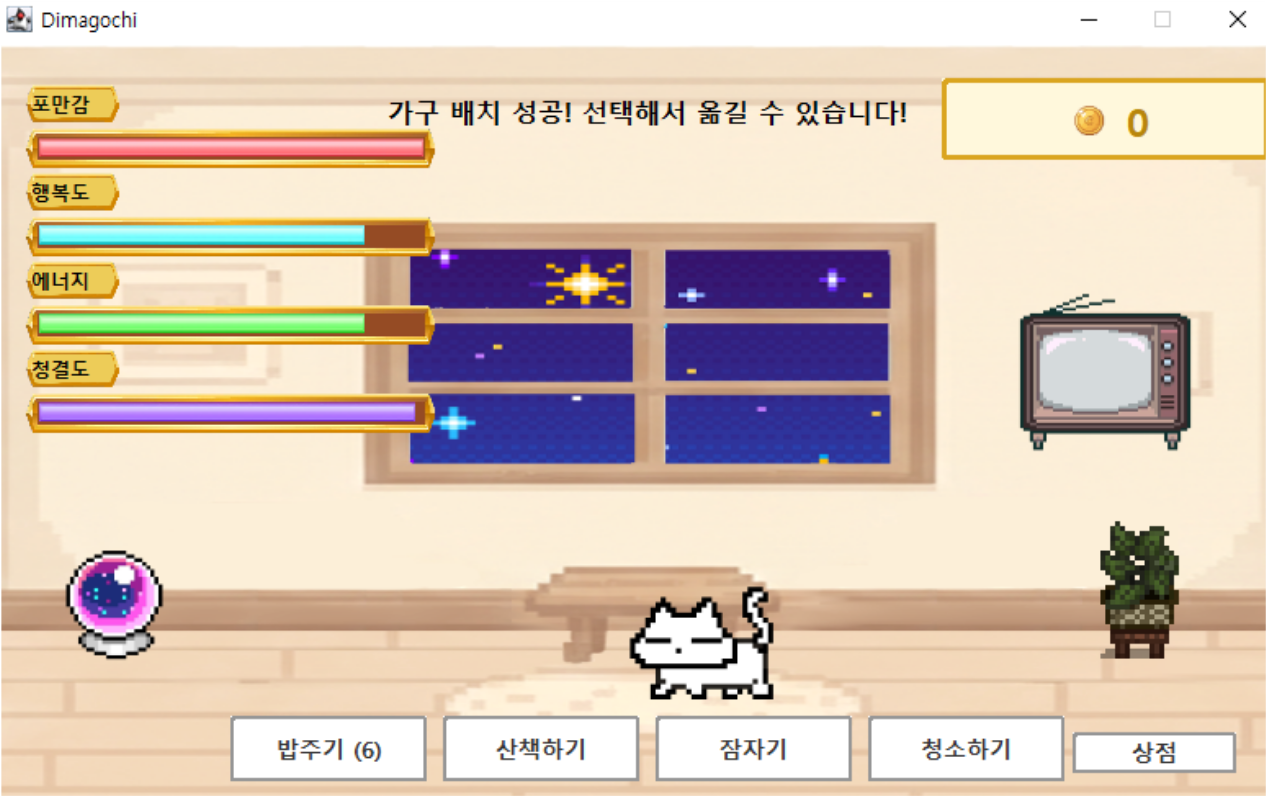 Dimagochi
포만감
가구 배치 성공! 선택해서 옮길 수 있습니다!
0
행복도
에너지
청결도
밥주기 (6)
산책하기
잠자기
청소하기
상점